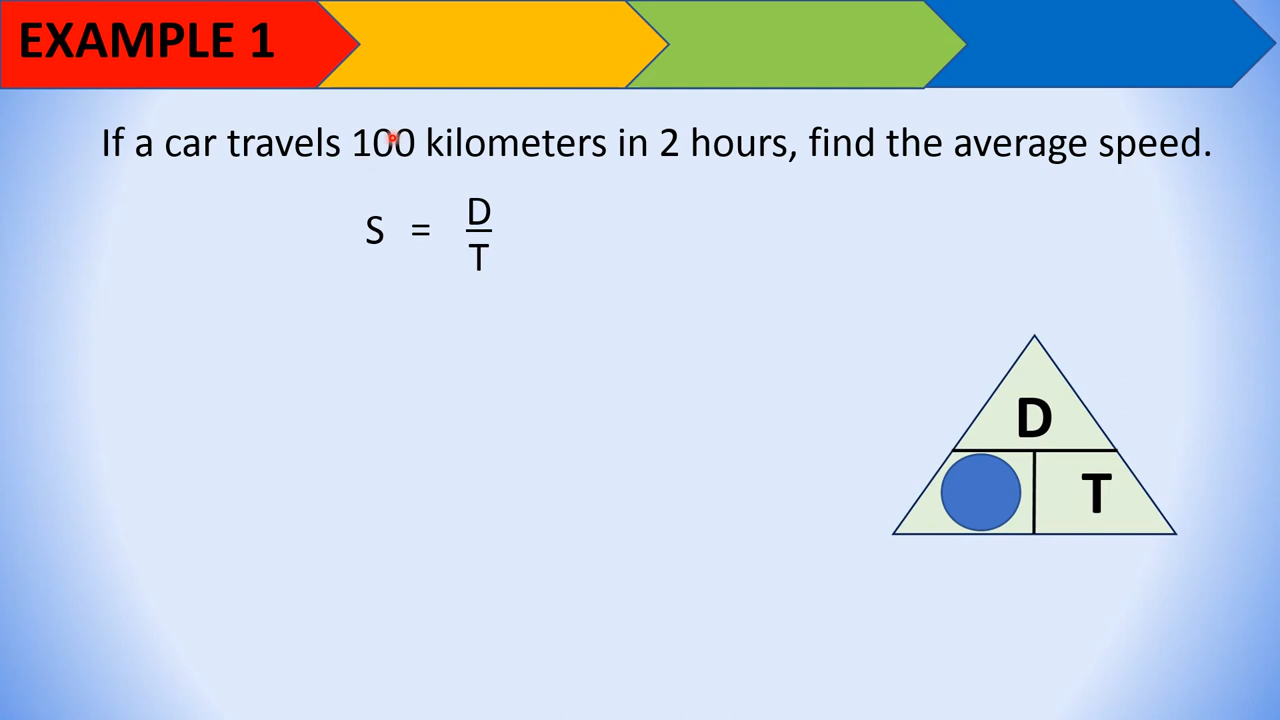 EXAMPLE 1
If a car travels 100 kilometers in 2 hours, find the average speed.
S = D
T
D
T